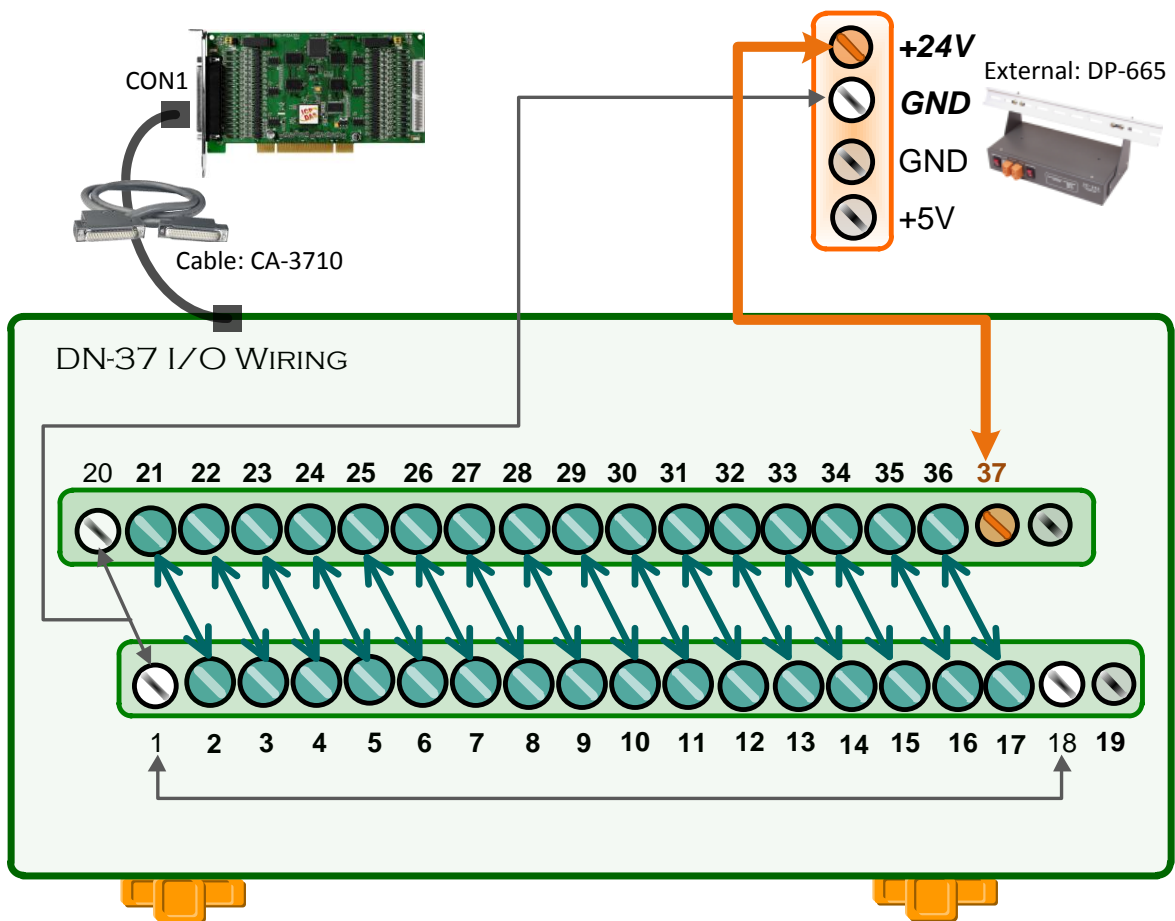 CON1
Cable: CA-3710
+24V
GND
GND
+5V
External: DP-665
DN-37 I/O WIRING
20 21 22 23 24 25 26 27 28 29 30 31 32 33 34 35 36 37
1 2 3 4 5 6 7 8 9 10 11 12 13 14 15 16 17 18 19